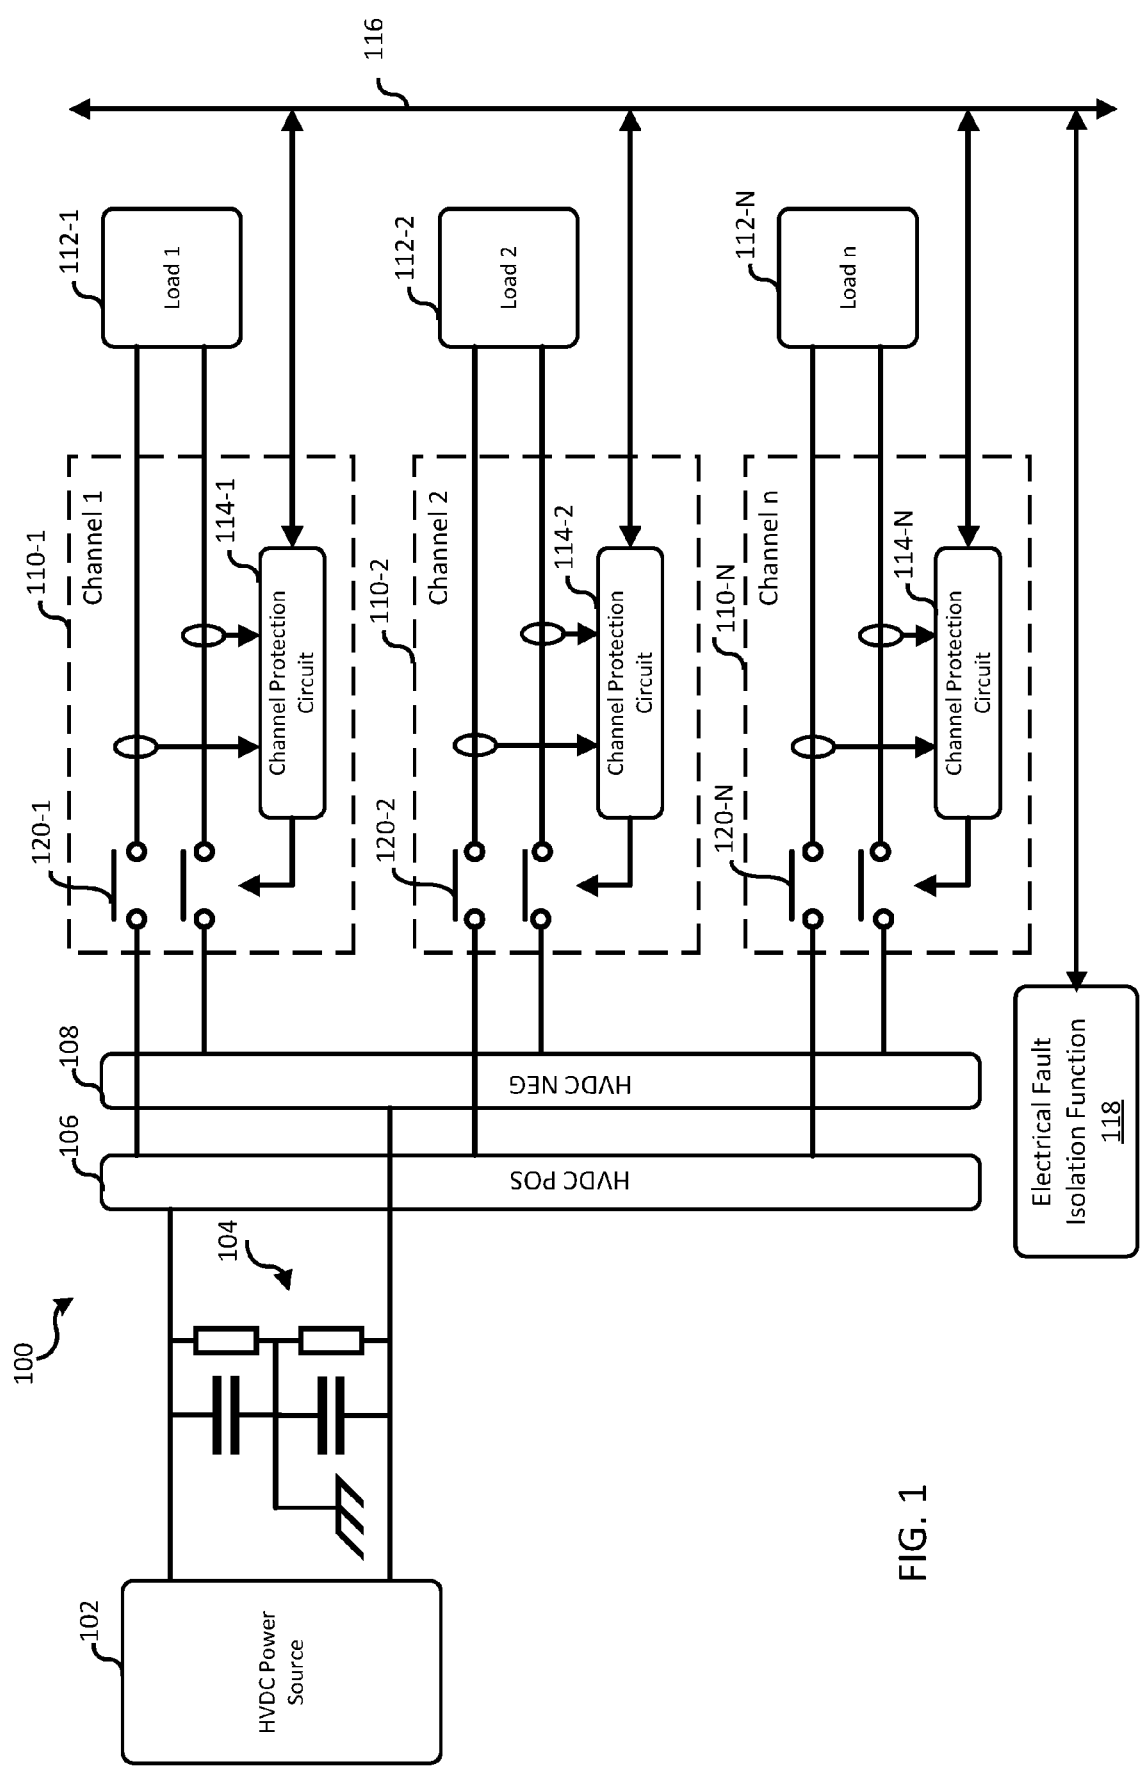 100
102
HVDC Power
Source
104
106
HVDC POS
108
HVDC NEG
110-1
Channel 1
120-1
114-1
Channel Protection
Circuit
112-1
Load 1
110-2
Channel 2
120-2
114-2
Channel Protection
Circuit
112-2
Load 2
110-N
Channel n
120-N
114-N
Channel Protection
Circuit
112-N
Load n
116
Electrical Fault
Isolation Function
118
FIG. 1